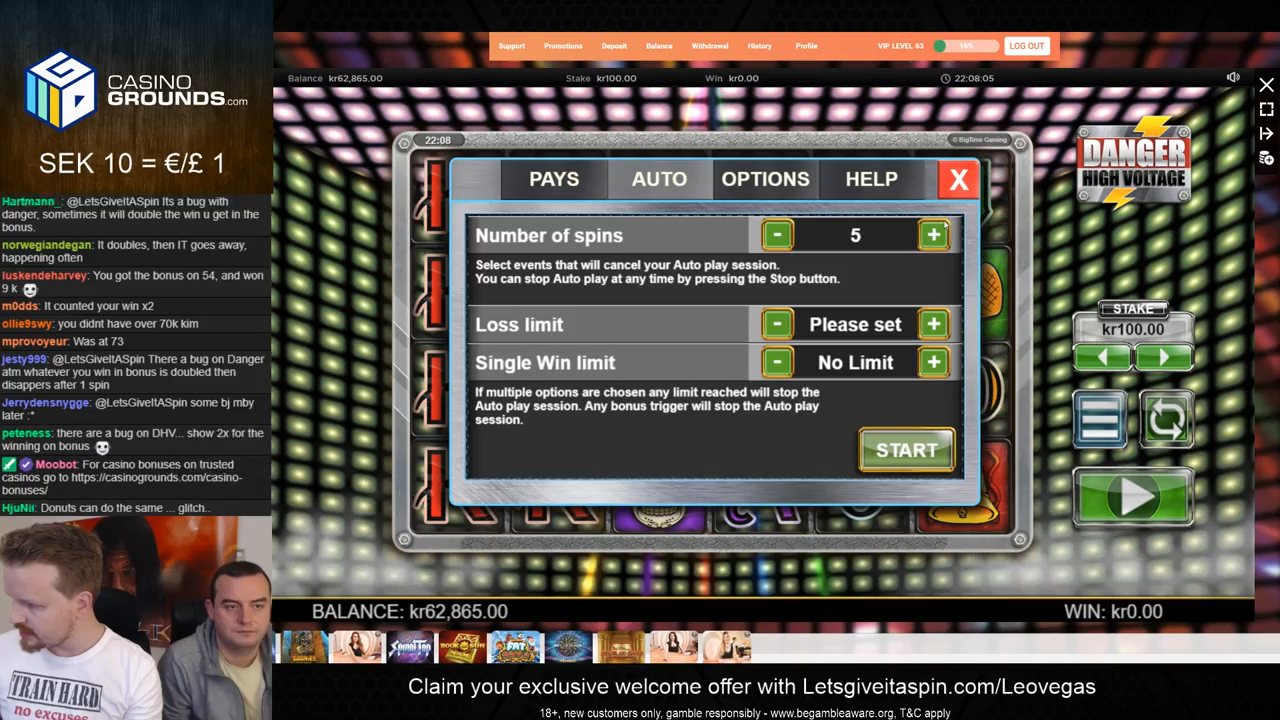 CASINO
GROUNDS.com
SEK 10 = €/£ 1
Hartmann_: @LetsGiveItASpin Its a bug with
danger, sometimes it will double the win u get in the
bonus.
norwegiandegan: It doubles, then IT goes away,
happening often
luskendeharvey: You got the bonus on 54, and won
9 k
m0dds: It counted your win x2
ollie9swy: you didnt have over 70k kim
mprovoyeur: Was at 73
jesty999: @LetsGiveItASpin There a bug on Danger
atm whatever you win in bonus is doubled then
disappers after 1 spin
Jerrydensnygge: @LetsGiveItASpin some bj mby
later :*
peteness: there are a bug on DHV... show 2x for the
winning on bonus
Moobot: For casino bonuses on trusted
casinos go to https://casinogrounds.com/casino-
bonuses/
HjuNii: Donuts can do the same ... glitch..
TRAIN HARD
no excuses
Support Promotions Deposit Balance Withdrawal History Profile VIP LEVEL 63 16% LOG OUT
Balance kr62,865.00 Stake kr100.00 Win kr0.00 22:08:05
22:08 © BigTime Gaming
PAYS AUTO OPTIONS HELP X
Number of spins - 5 +
Select events that will cancel your Auto play session.
You can stop Auto play at any time by pressing the Stop button.
Loss limit - Please set +
Single Win limit - No Limit +
If multiple options are chosen any limit reached will stop the
Auto play session. Any bonus trigger will stop the Auto play
session.
START
DANGER
HIGH VOLTAGE
STAKE
kr100.00
BALANCE: kr62,865.00 WIN: kr0.00
Claim your exclusive welcome offer with Letsgiveitaspin.com/Leovegas
18+, new customers only, gamble responsibly - www.begambleaware.org, T&C apply